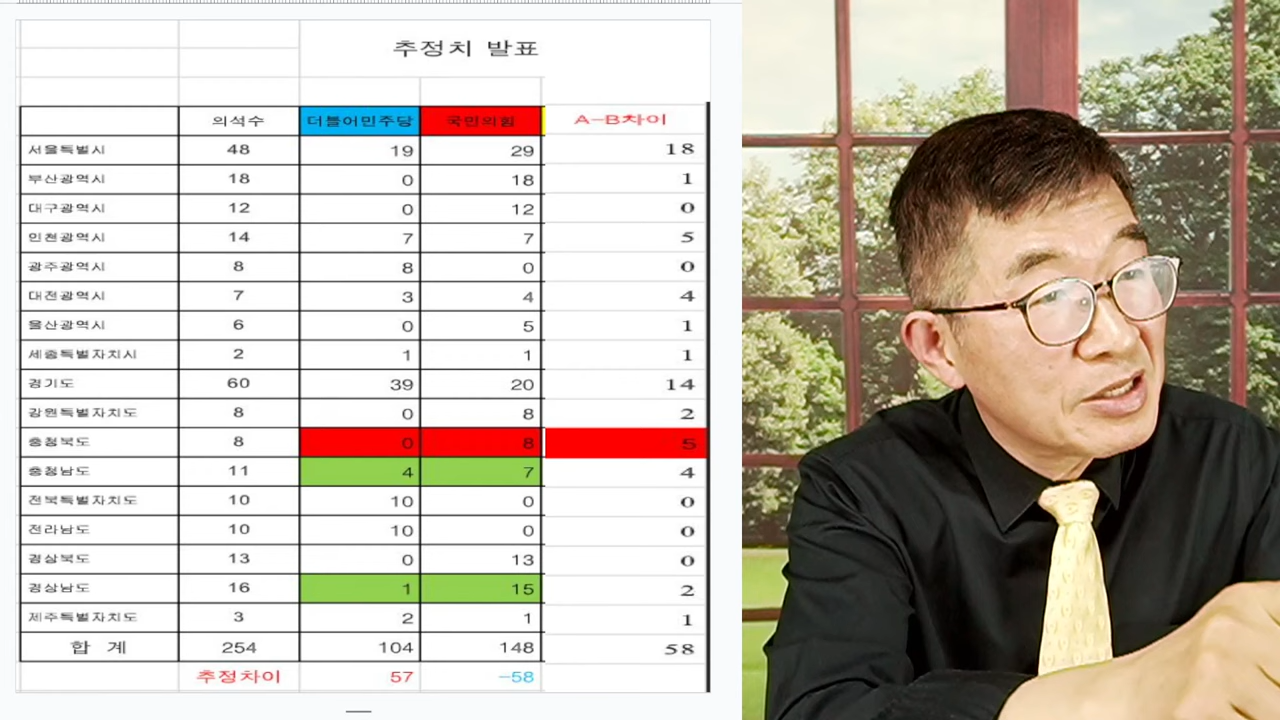 추정치 발표
의석수 더불어민주당 국민의힘 A-B차이
서울특별시 48 19 29 18
부산광역시 18 0 18 1
대구광역시 12 0 12 0
인천광역시 14 7 7 5
광주광역시 8 8 0 0
대전광역시 7 3 4 4
울산광역시 6 0 5 1
세종특별자치시 2 1 1 1
경기도 60 39 20 14
강원특별자치도 8 0 8 2
충청북도 8 0 8 5
충청남도 11 4 7 4
전북특별자치도 10 10 0 0
전라남도 10 10 0 0
경상북도 13 0 13 0
경상남도 16 1 15 2
제주특별자치도 3 2 1 1
합 계 254 104 148 58
추정차이 57 -58